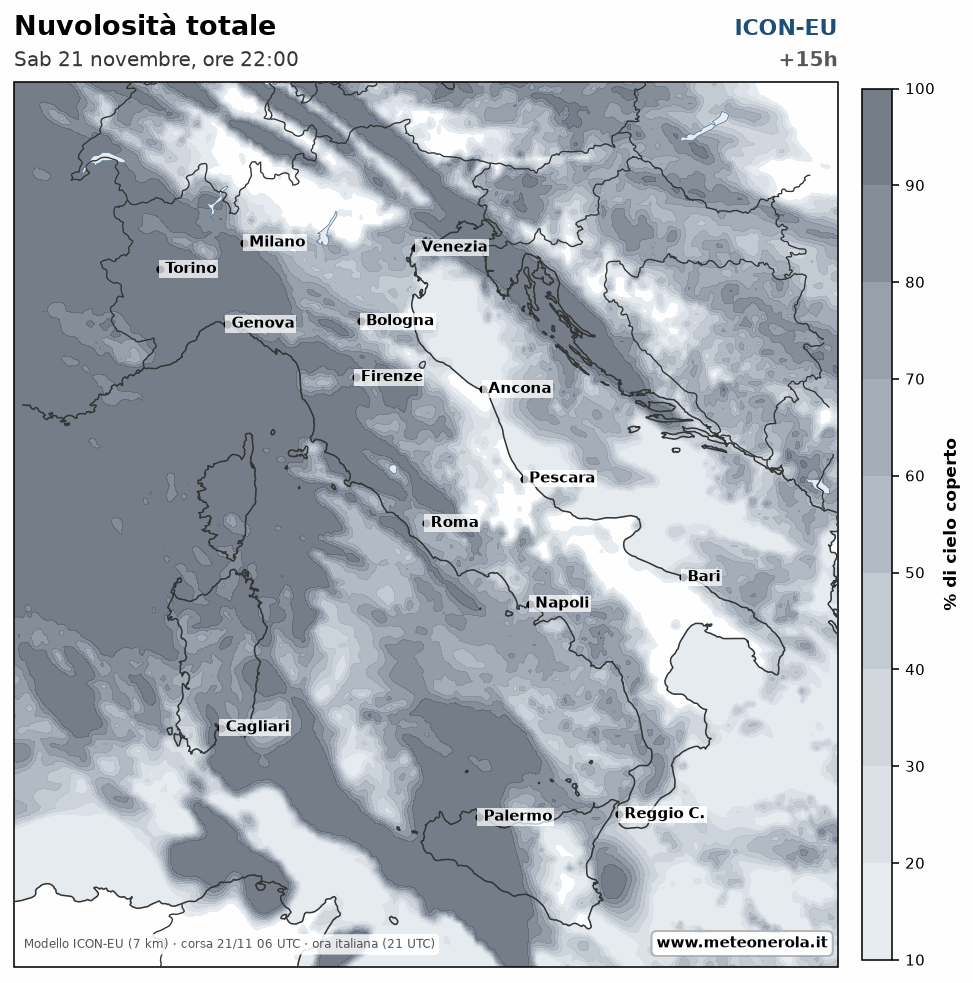 Nuvolosità totale
ICON-EU
Sab 21 novembre, ore 22:00
+15h
100
90
80
70
60
50
40
30
20
10
% di cielo coperto
Milano
Venezia
Torino
Genova
Bologna
Firenze
Ancona
Pescara
Roma
Bari
Napoli
Cagliari
Palermo
Reggio C.
Modello ICON-EU (7 km) · corsa 21/11 06 UTC · ora italiana (21 UTC)
www.meteonerola.it